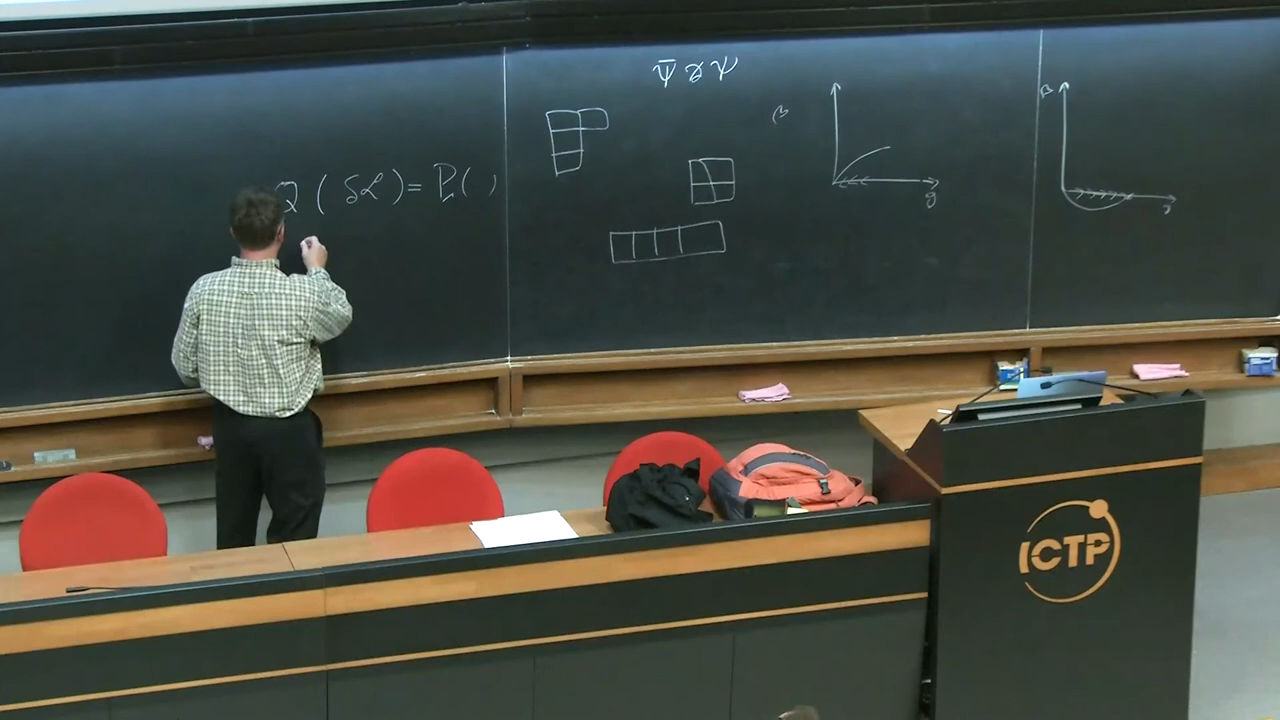 Q ( δℒ ) = P( )
Ψ̄ γ Ψ
β
g
β
g
ICTP